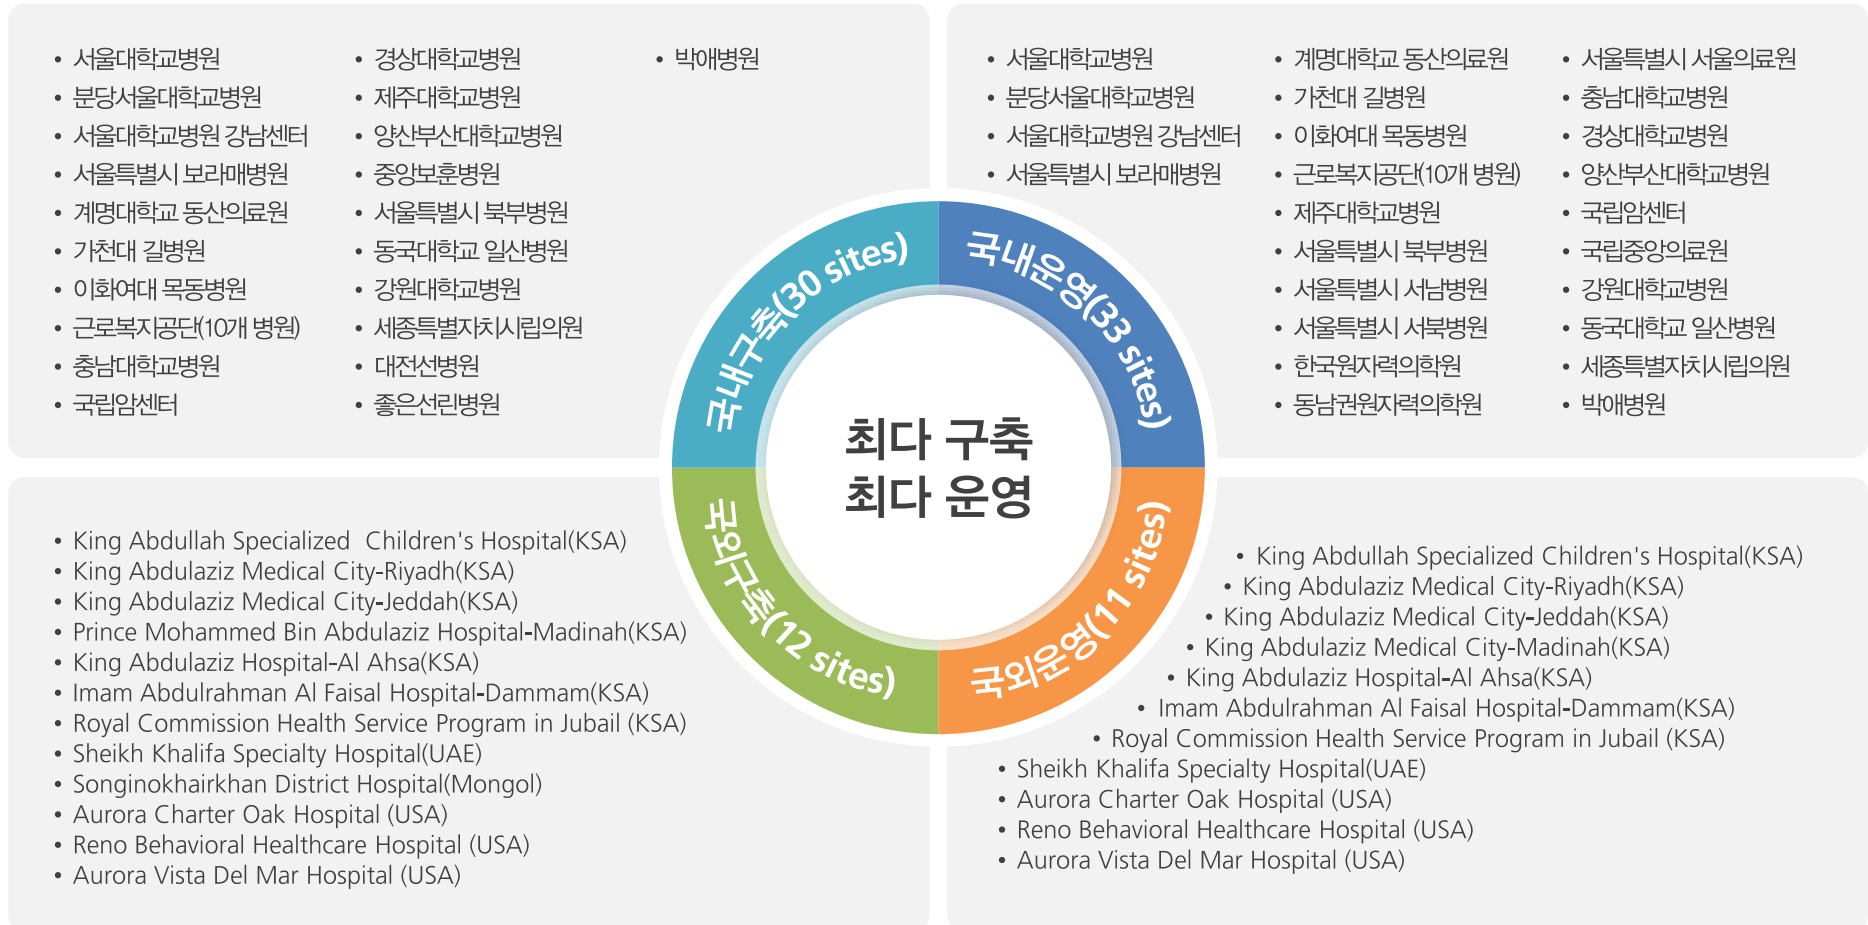 • 서울대학교병원
• 분당서울대학교병원
• 서울대학교병원 강남센터
• 서울특별시 보라매병원
• 계명대학교 동산의료원
• 가천대 길병원
• 이화여대 목동병원
• 근로복지공단(10개 병원)
• 충남대학교병원
• 국립암센터
• 경상대학교병원
• 제주대학교병원
• 양산부산대학교병원
• 중앙보훈병원
• 서울특별시 북부병원
• 동국대학교 일산병원
• 강원대학교병원
• 세종특별자치시립의원
• 대전선병원
• 좋은선린병원
• 박애병원
• 서울대학교병원
• 분당서울대학교병원
• 서울대학교병원 강남센터
• 서울특별시 보라매병원
• 계명대학교 동산의료원
• 가천대 길병원
• 이화여대 목동병원
• 근로복지공단(10개 병원)
• 제주대학교병원
• 서울특별시 북부병원
• 서울특별시 서남병원
• 서울특별시 서북병원
• 한국원자력의학원
• 동남권원자력의학원
• 서울특별시 서울의료원
• 충남대학교병원
• 경상대학교병원
• 양산부산대학교병원
• 국립암센터
• 국립중앙의료원
• 강원대학교병원
• 동국대학교 일산병원
• 세종특별자치시립의원
• 박애병원
국내구축(30 sites)
국내운영(33 sites)
최다 구축
최다 운영
국외구축(12 sites)
국외운영(11 sites)
• King Abdullah Specialized Children's Hospital(KSA)
• King Abdulaziz Medical City-Riyadh(KSA)
• King Abdulaziz Medical City-Jeddah(KSA)
• Prince Mohammed Bin Abdulaziz Hospital-Madinah(KSA)
• King Abdulaziz Hospital-Al Ahsa(KSA)
• Imam Abdulrahman Al Faisal Hospital-Dammam(KSA)
• Royal Commission Health Service Program in Jubail (KSA)
• Sheikh Khalifa Specialty Hospital(UAE)
• Songinokhairkhan District Hospital(Mongol)
• Aurora Charter Oak Hospital (USA)
• Reno Behavioral Healthcare Hospital (USA)
• Aurora Vista Del Mar Hospital (USA)
• King Abdullah Specialized Children's Hospital(KSA)
• King Abdulaziz Medical City-Riyadh(KSA)
• King Abdulaziz Medical City-Jeddah(KSA)
• King Abdulaziz Medical City-Madinah(KSA)
• King Abdulaziz Hospital-Al Ahsa(KSA)
• Imam Abdulrahman Al Faisal Hospital-Dammam(KSA)
• Royal Commission Health Service Program in Jubail (KSA)
• Sheikh Khalifa Specialty Hospital(UAE)
• Aurora Charter Oak Hospital (USA)
• Reno Behavioral Healthcare Hospital (USA)
• Aurora Vista Del Mar Hospital (USA)